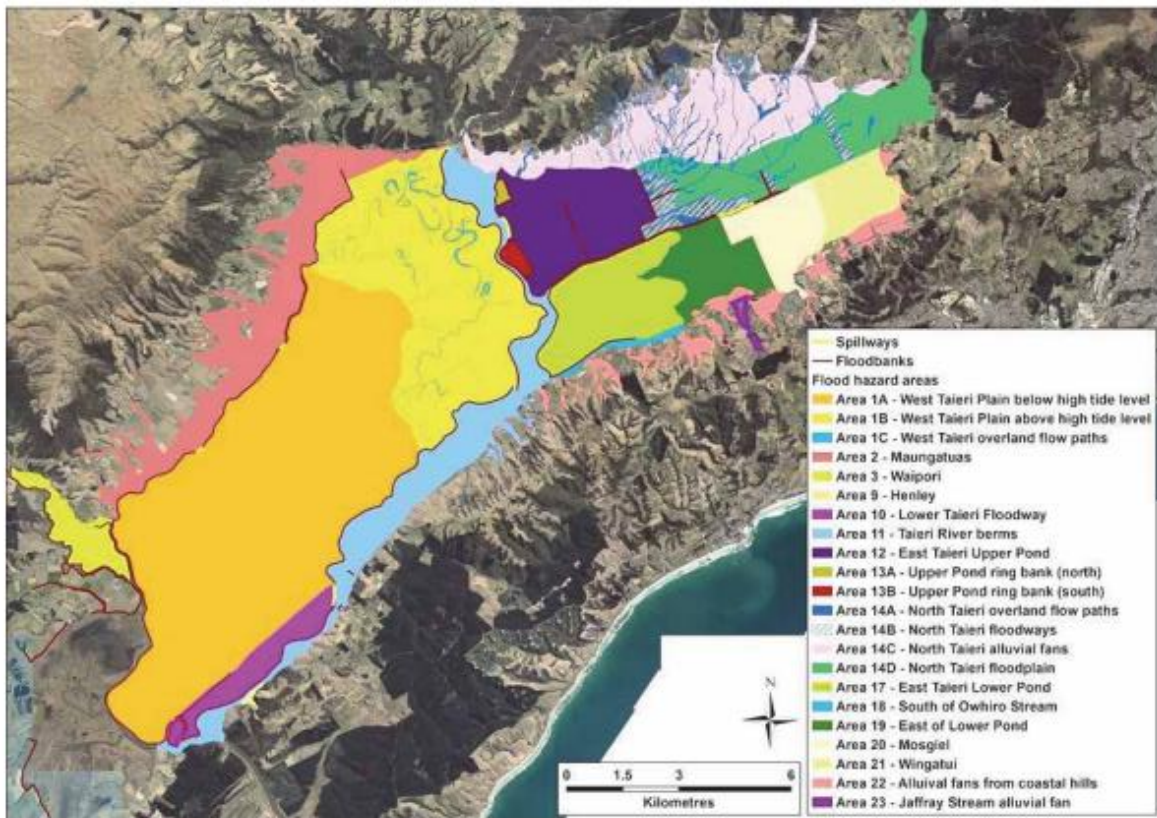 Spillways
Floodbanks
Flood hazard areas
Area 1A - West Taieri Plain below high tide level
Area 1B - West Taieri Plain above high tide level
Area 1C - West Taieri overland flow paths
Area 2 - Maungatuas
Area 3 - Waipori
Area 9 - Henley
Area 10 - Lower Taieri Floodway
Area 11 - Taieri River berms
Area 12 - East Taieri Upper Pond
Area 13A - Upper Pond ring bank (north)
Area 13B - Upper Pond ring bank (south)
Area 14A - North Taieri overland flow paths
Area 14B - North Taieri floodways
Area 14C - North Taieri alluvial fans
Area 14D - North Taieri floodplain
Area 17 - East Taieri Lower Pond
Area 18 - South of Owhiro Stream
Area 19 - East of Lower Pond
Area 20 - Mosgiel
Area 21 - Wingatui
Area 22 - Alluival fans from coastal hills
Area 23 - Jaffray Stream alluvial fan
N
0 1.5 3 6
Kilometres